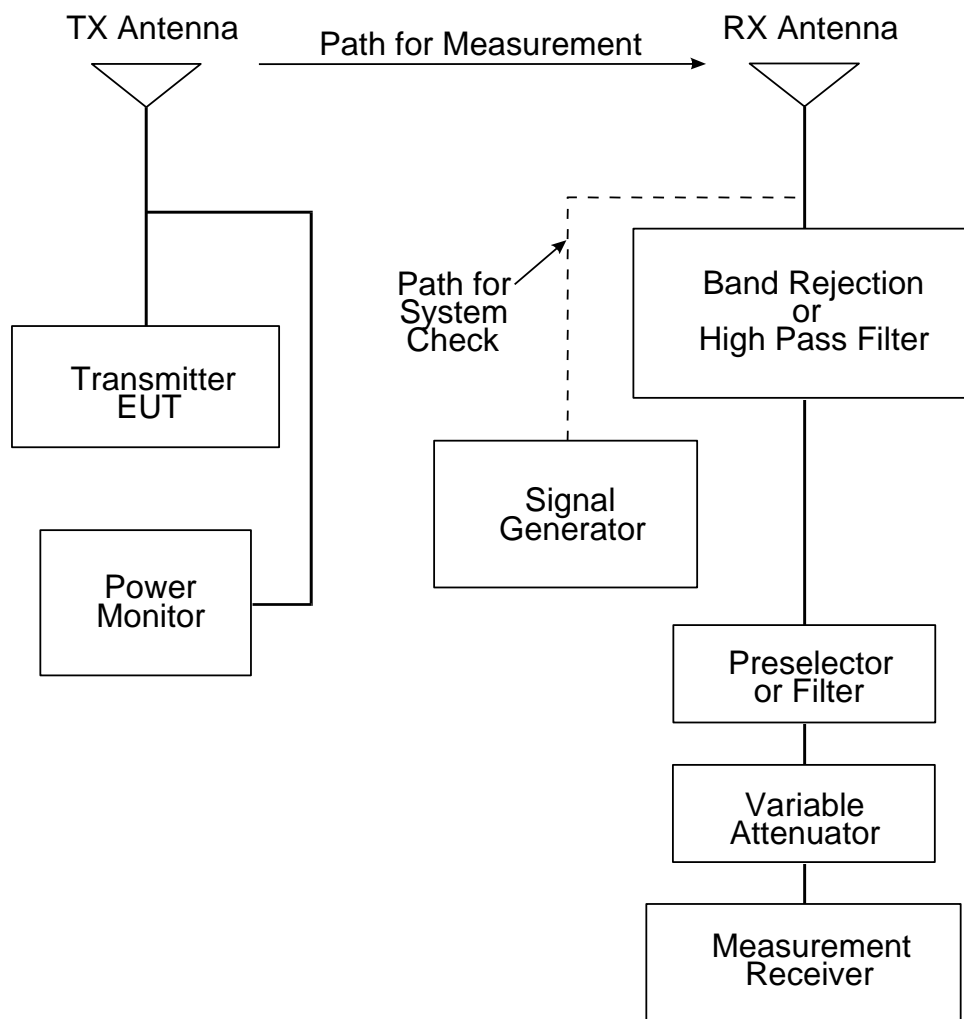 TX Antenna
Path for Measurement
RX Antenna
Path for
System
Check
Band Rejection
or
High Pass Filter
Transmitter
EUT
Signal
Generator
Power
Monitor
Preselector
or Filter
Variable
Attenuator
Measurement
Receiver